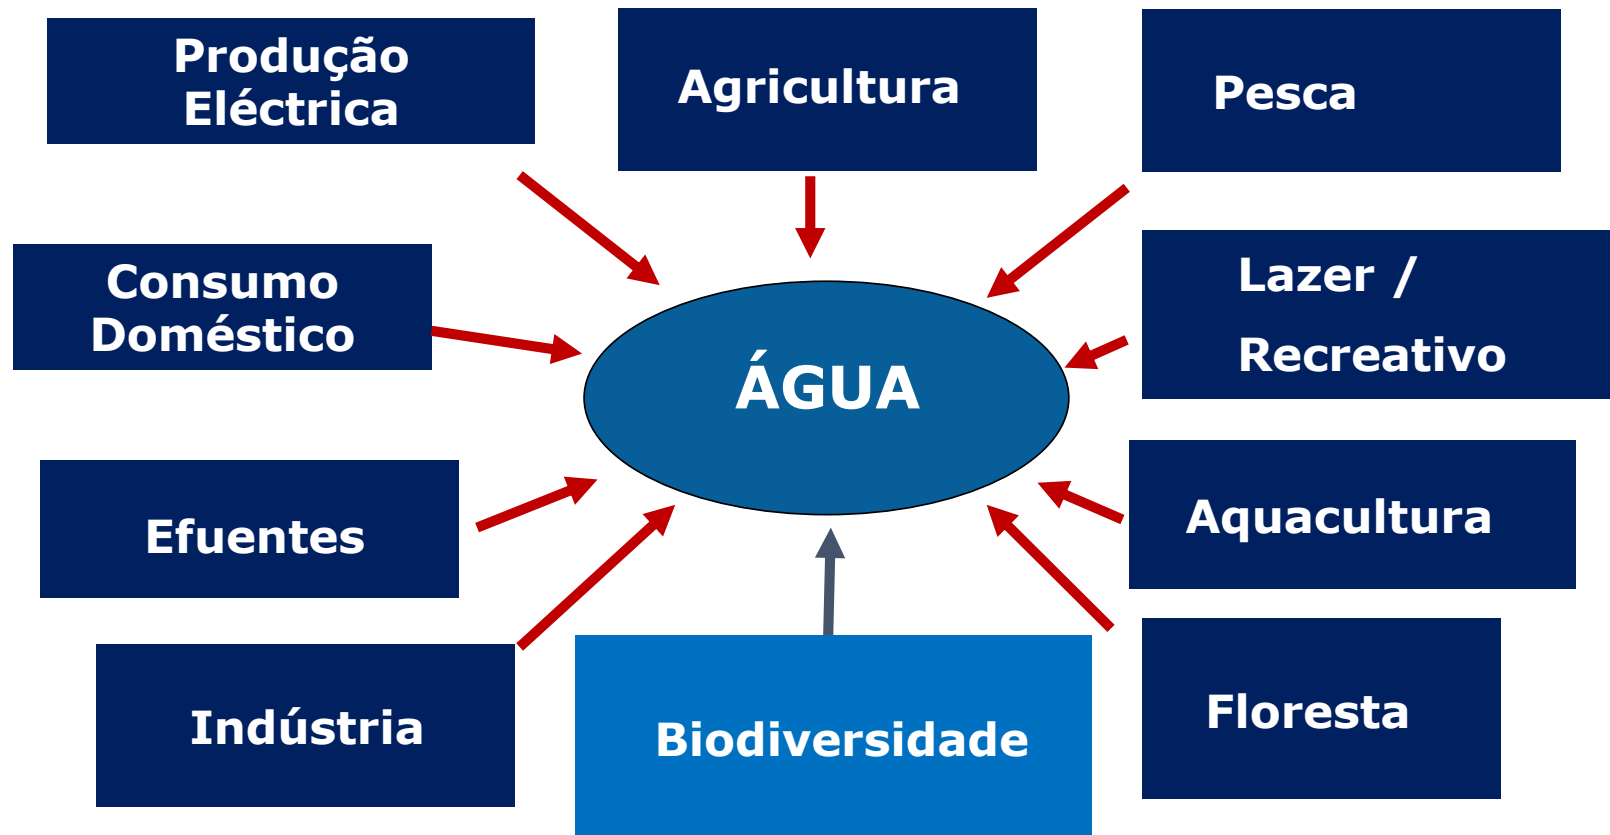 Produção
Eléctrica
Agricultura
Pesca
Consumo
Doméstico
Lazer /
Recreativo
ÁGUA
Efuentes
Aquacultura
Indústria
Biodiversidade
Floresta